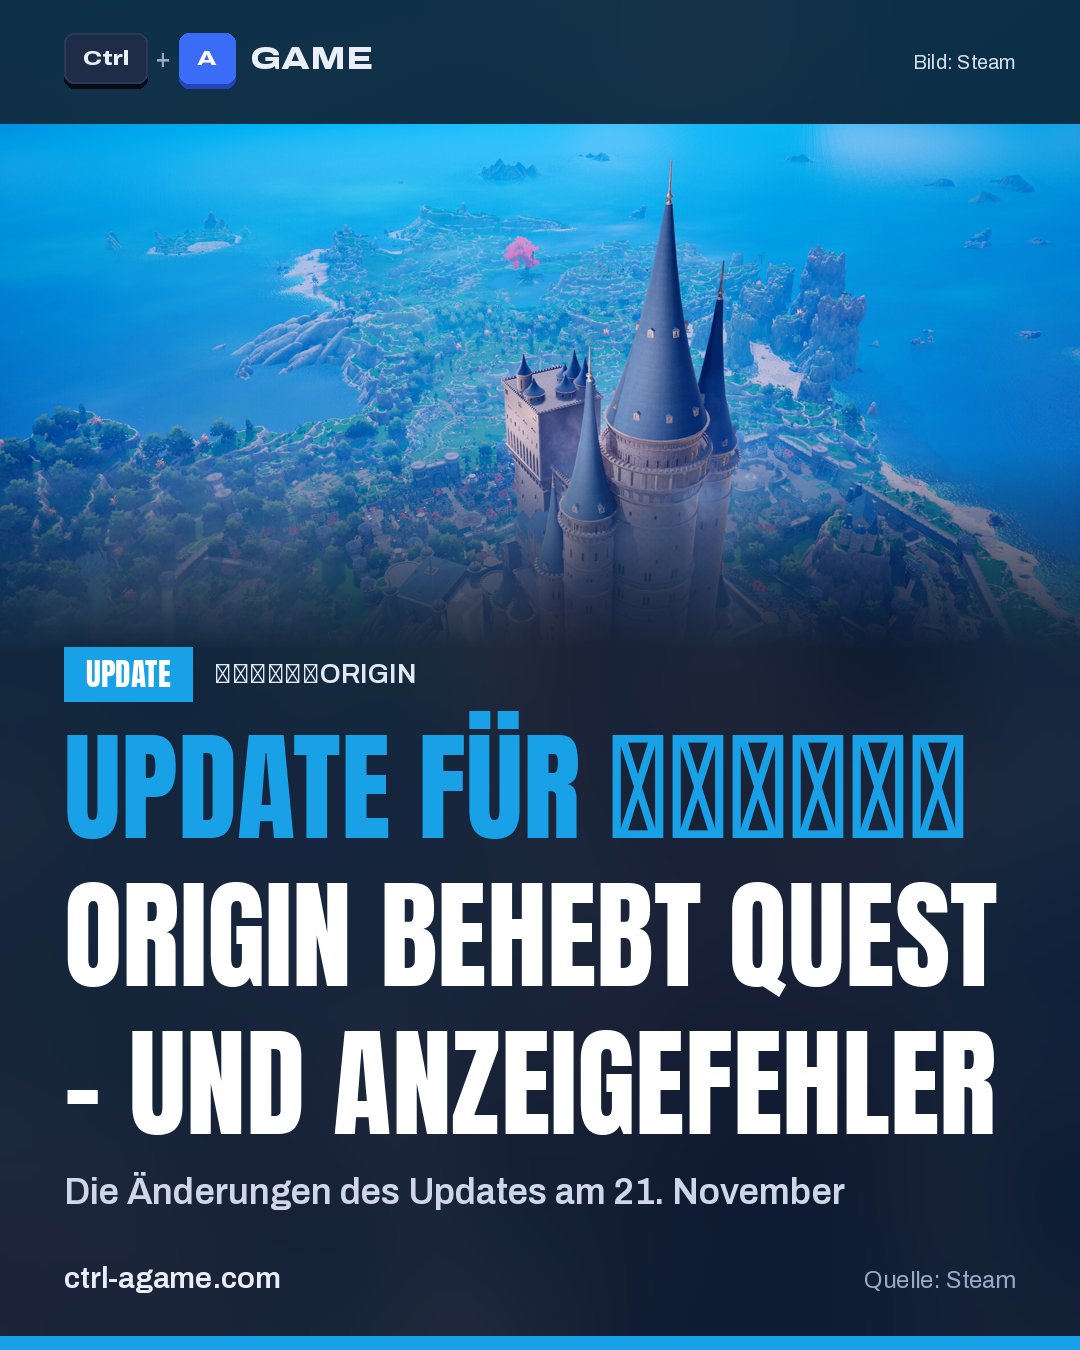 Ctrl + A GAME
Bild: Steam
UPDATE
ORIGIN
UPDATE FÜR
ORIGIN BEHEBT QUEST
- UND ANZEIGEFEHLER
Die Änderungen des Updates am 21. November
ctrl-agame.com
Quelle: Steam